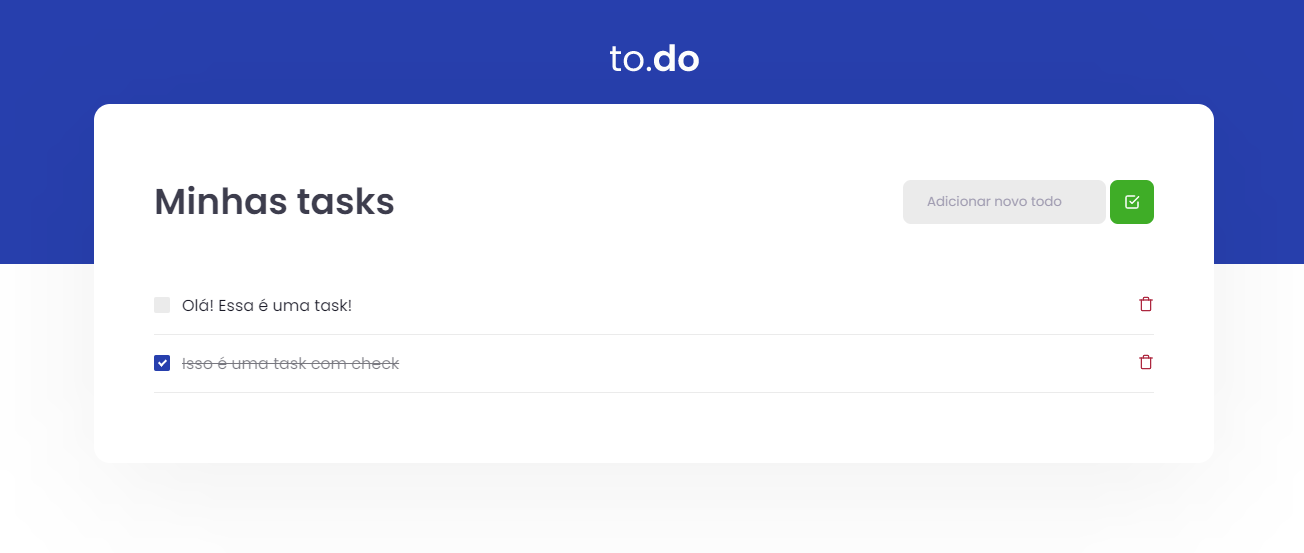 to.do
Minhas tasks
Adicionar novo todo
Olá! Essa é uma task!
Isso é uma task com check